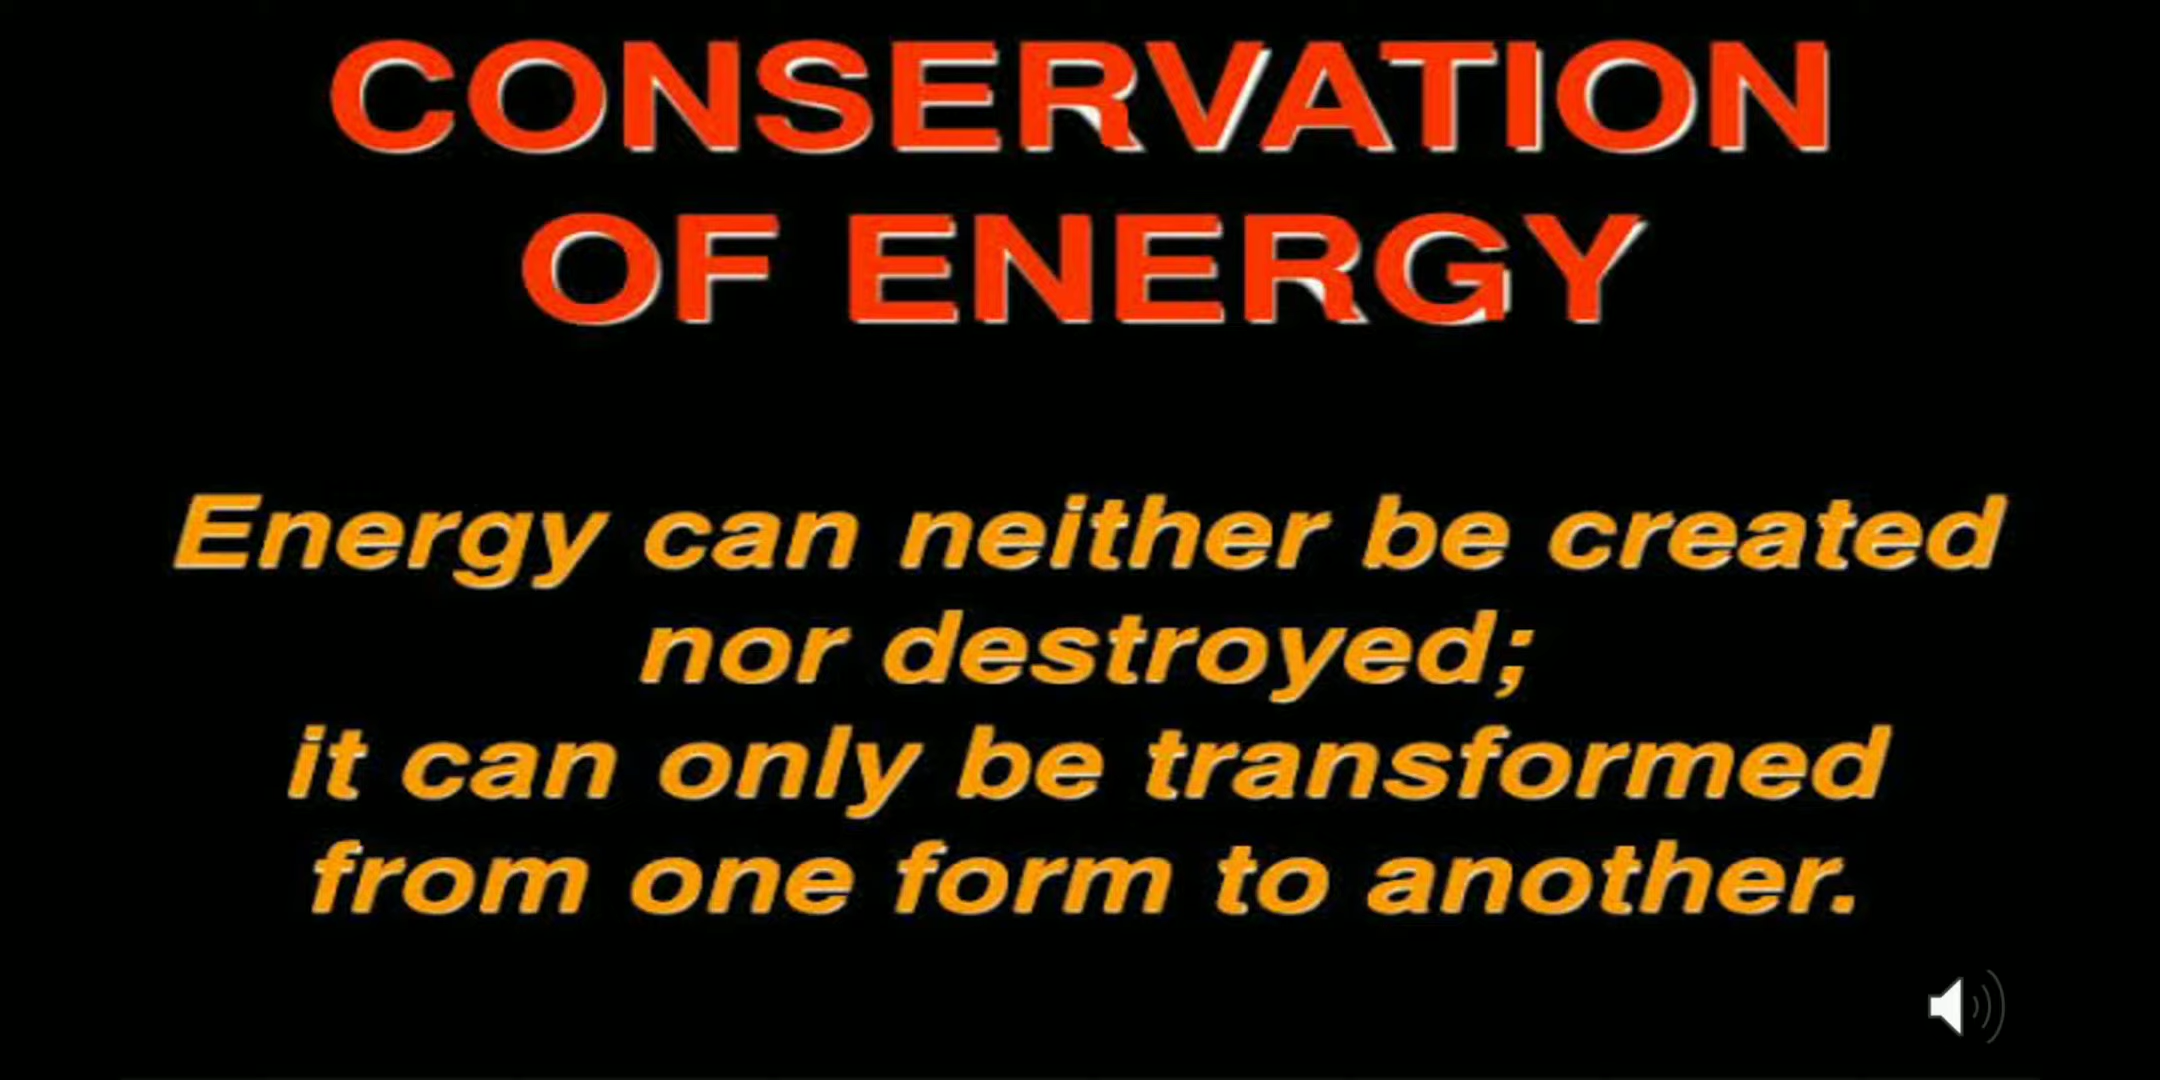 CONSERVATION
OF ENERGY
Energy can neither be created
nor destroyed;
it can only be transformed
from one form to another.